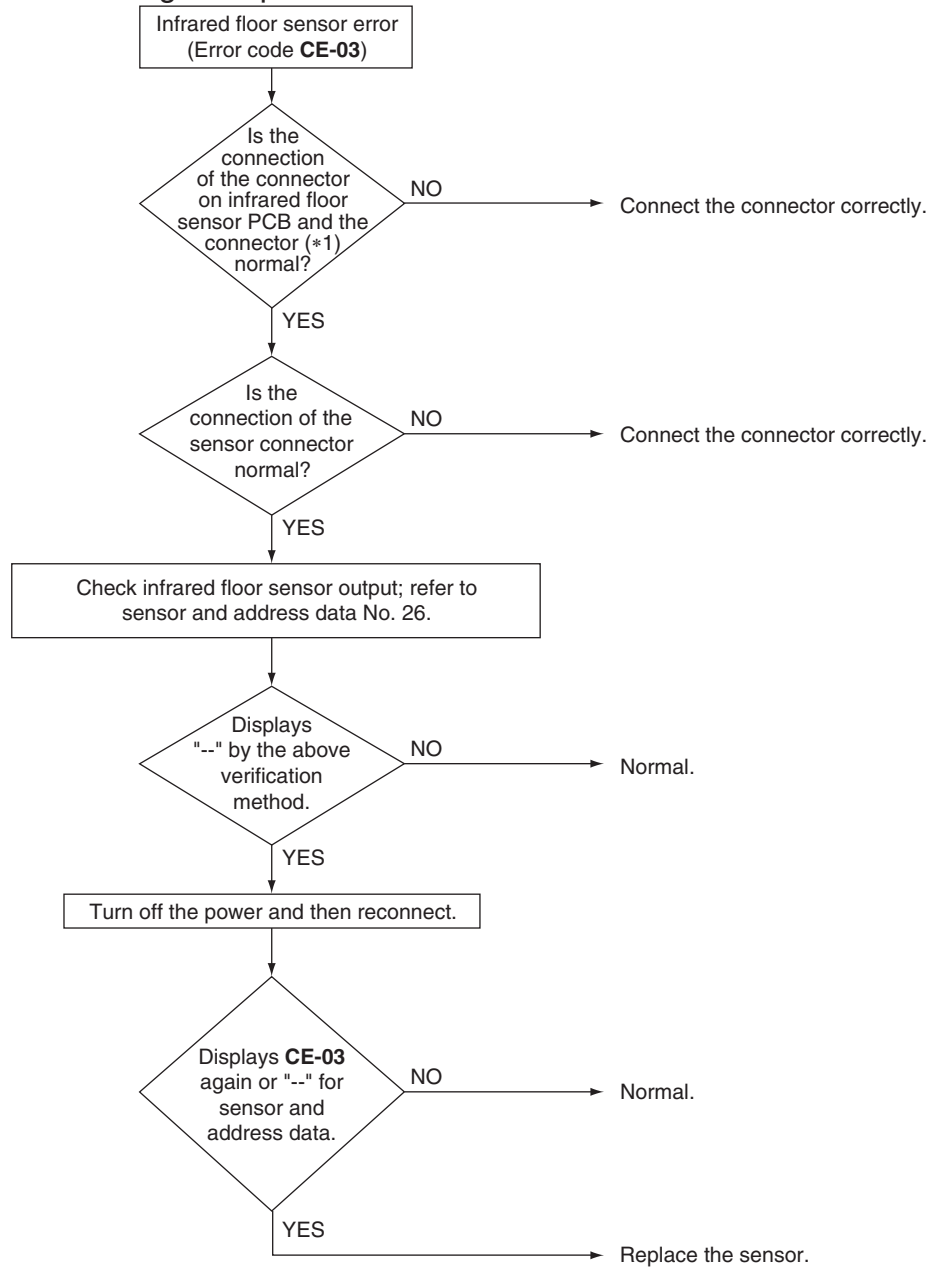 Infrared floor sensor error
(Error code CE-03)
Is the
connection
of the connector
on infrared floor
sensor PCB and the
connector (*1)
normal?
NO
Connect the connector correctly.
YES
Is the
connection of the
sensor connector
normal?
NO
Connect the connector correctly.
YES
Check infrared floor sensor output; refer to
sensor and address data No. 26.
Displays
"--" by the above
verification
method.
NO
Normal.
YES
Turn off the power and then reconnect.
Displays CE-03
again or "--" for
sensor and
address data.
NO
Normal.
YES
Replace the sensor.